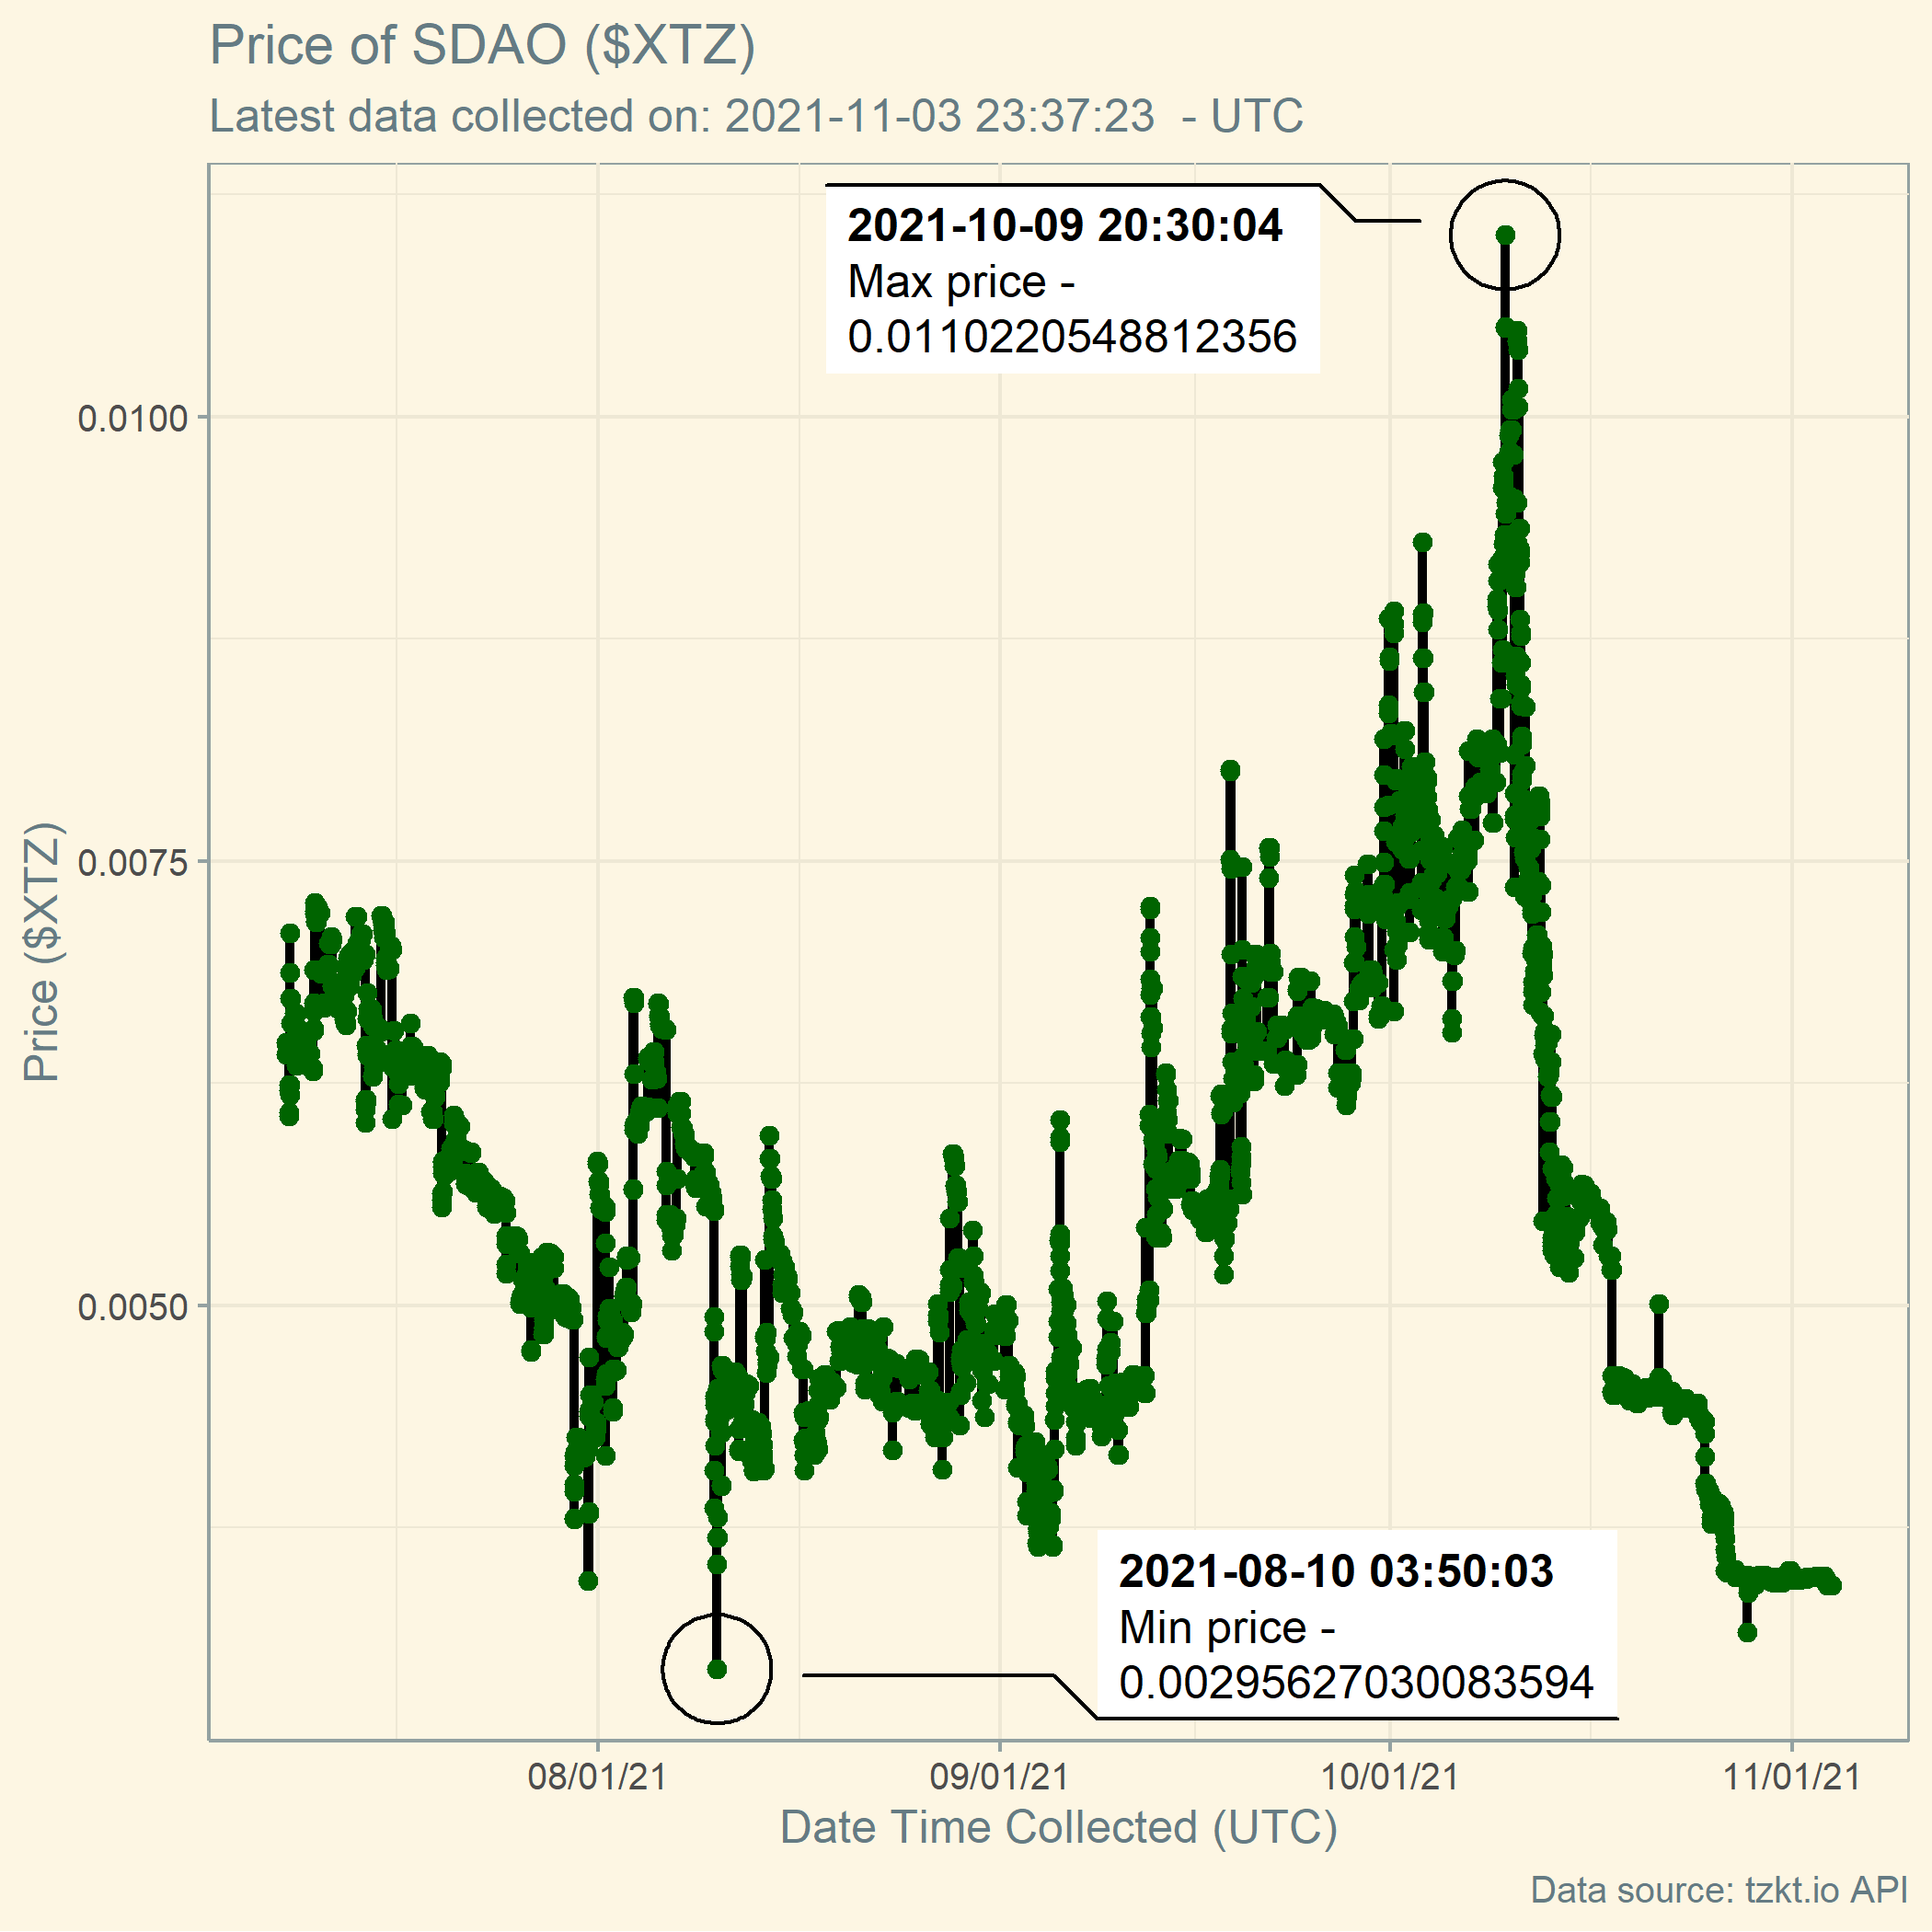 Price of SDAO ($XTZ)
Latest data collected on: 2021-11-03 23:37:23  - UTC
2021-10-09 20:30:04
Max price -
0.0110220548812356
0.0100
0.0075
0.0050
Price ($XTZ)
2021-08-10 03:50:03
Min price -
0.00295627030083594
08/01/21
09/01/21
10/01/21
11/01/21
Date Time Collected (UTC)
Data source: tzkt.io API